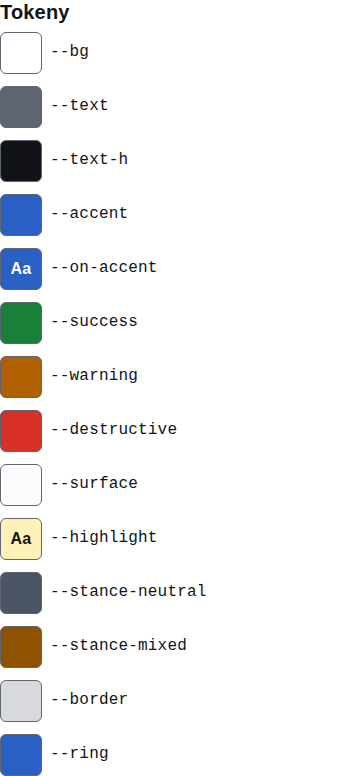 Tokeny
--bg
--text
--text-h
--accent
Aa --on-accent
--success
--warning
--destructive
--surface
Aa --highlight
--stance-neutral
--stance-mixed
--border
--ring